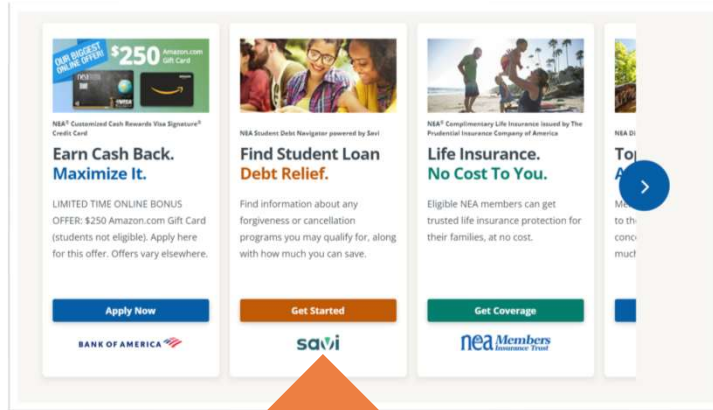 OUR BIGGEST
ONLINE OFFER!
$250 Amazon.com
Gift Card
nea
NEA® Customized Cash Rewards Visa Signature®
Credit Card
Earn Cash Back.
Maximize It.
LIMITED TIME ONLINE BONUS
OFFER: $250 Amazon.com Gift Card
(students not eligible). Apply here
for this offer. Offers vary elsewhere.
Apply Now
BANK OF AMERICA
NEA Student Debt Navigator powered by Savi
Find Student Loan
Debt Relief.
Find information about any
forgiveness or cancellation
programs you may qualify for, along
with how much you can save.
Get Started
savi
NEA® Complimentary Life Insurance issued by The
Prudential Insurance Company of America
Life Insurance.
No Cost To You.
Eligible NEA members can get
trusted life insurance protection for
their families, at no cost.
Get Coverage
nea Members
Insurance Trust
NEA
to th
much